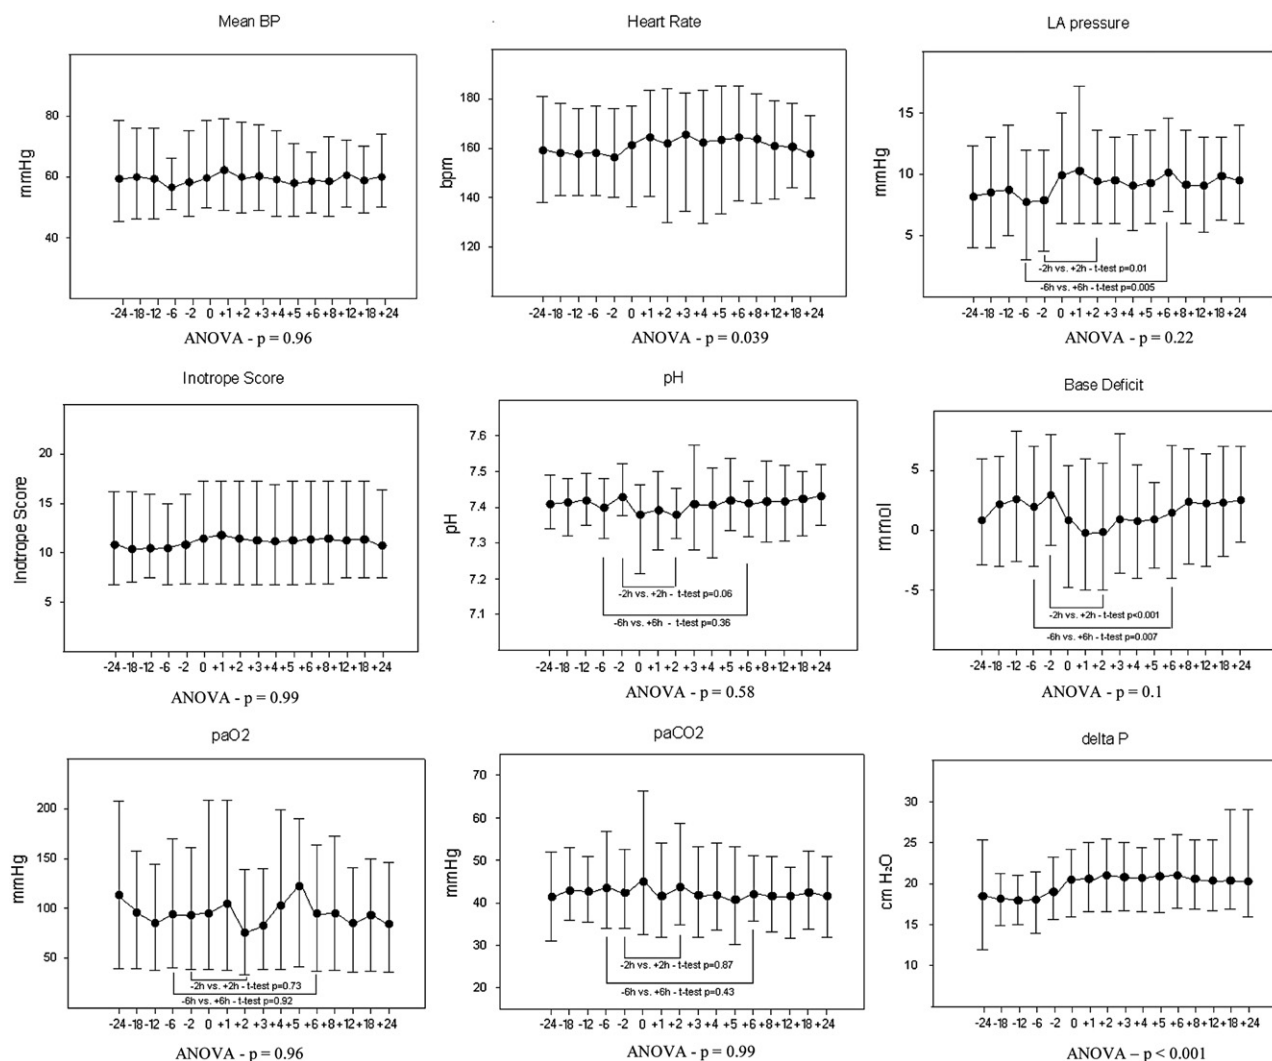 Mean BP
mmHg
80
60
40
-24 -18 -12 -6 -2 0 +1 +2 +3 +4 +5 +6 +8 +12 +18 +24
ANOVA - p = 0.96
Heart Rate
bpm
180
160
140
120
-24 -18 -12 -6 -2 0 +1 +2 +3 +4 +5 +6 +8 +12 +18 +24
ANOVA - p = 0.039
LA pressure
mmHg
15
10
5
-2h vs. +2h - t-test p=0.01
-6h vs. +6h - t-test p=0.005
-24 -18 -12 -6 -2 0 +1 +2 +3 +4 +5 +6 +8 +12 +18 +24
ANOVA - p = 0.22
Inotrope Score
Inotrope Score
20
15
10
5
-24 -18 -12 -6 -2 0 +1 +2 +3 +4 +5 +6 +8 +12 +18 +24
ANOVA - p = 0.99
pH
pH
7.6
7.5
7.4
7.3
7.2
7.1
-2h vs. +2h - t-test p=0.06
-6h vs. +6h - t-test p=0.36
-24 -18 -12 -6 -2 0 +1 +2 +3 +4 +5 +6 +8 +12 +18 +24
ANOVA - p = 0.58
Base Deficit
mmol
5
0
-5
-2h vs. +2h - t-test p<0.001
-6h vs. +6h - t-test p=0.007
-24 -18 -12 -6 -2 0 +1 +2 +3 +4 +5 +6 +8 +12 +18 +24
ANOVA - p = 0.1
paO2
mmHg
200
150
100
50
-2h vs. +2h - t-test p=0.73
-6h vs. +6h - t-test p=0.92
-24 -18 -12 -6 -2 0 +1 +2 +3 +4 +5 +6 +8 +12 +18 +24
ANOVA - p = 0.96
paCO2
mmHg
70
60
50
40
30
20
-2h vs. +2h - t-test p=0.87
-6h vs. +6h - t-test p=0.43
-24 -18 -12 -6 -2 0 +1 +2 +3 +4 +5 +6 +8 +12 +18 +24
ANOVA - p = 0.99
delta P
cm H₂O
30
25
20
15
10
-24 -18 -12 -6 -2 0 +1 +2 +3 +4 +5 +6 +8 +12 +18 +24
ANOVA – p < 0.001